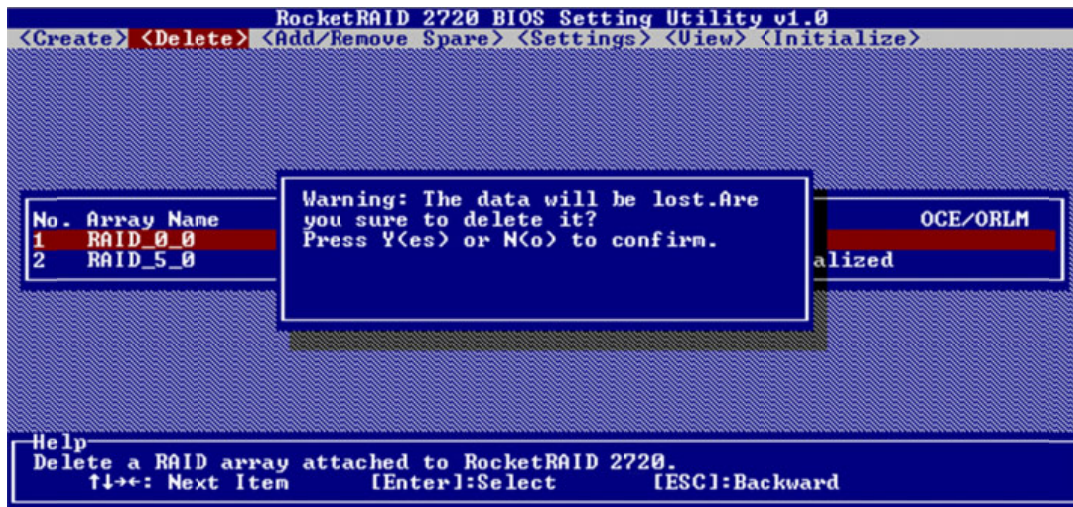 RocketRAID 2720 BIOS Setting Utility v1.0
<Create> <Delete> <Add/Remove Spare> <Settings> <View> <Initialize>
Warning: The data will be lost.Are
you sure to delete it?
Press Y(es) or N(o) to confirm.
No. Array Name OCE/ORLM
1 RAID_0_0
2 RAID_5_0 alized
Help
Delete a RAID array attached to RocketRAID 2720.
↑↓→←: Next Item [Enter]:Select [ESC]:Backward